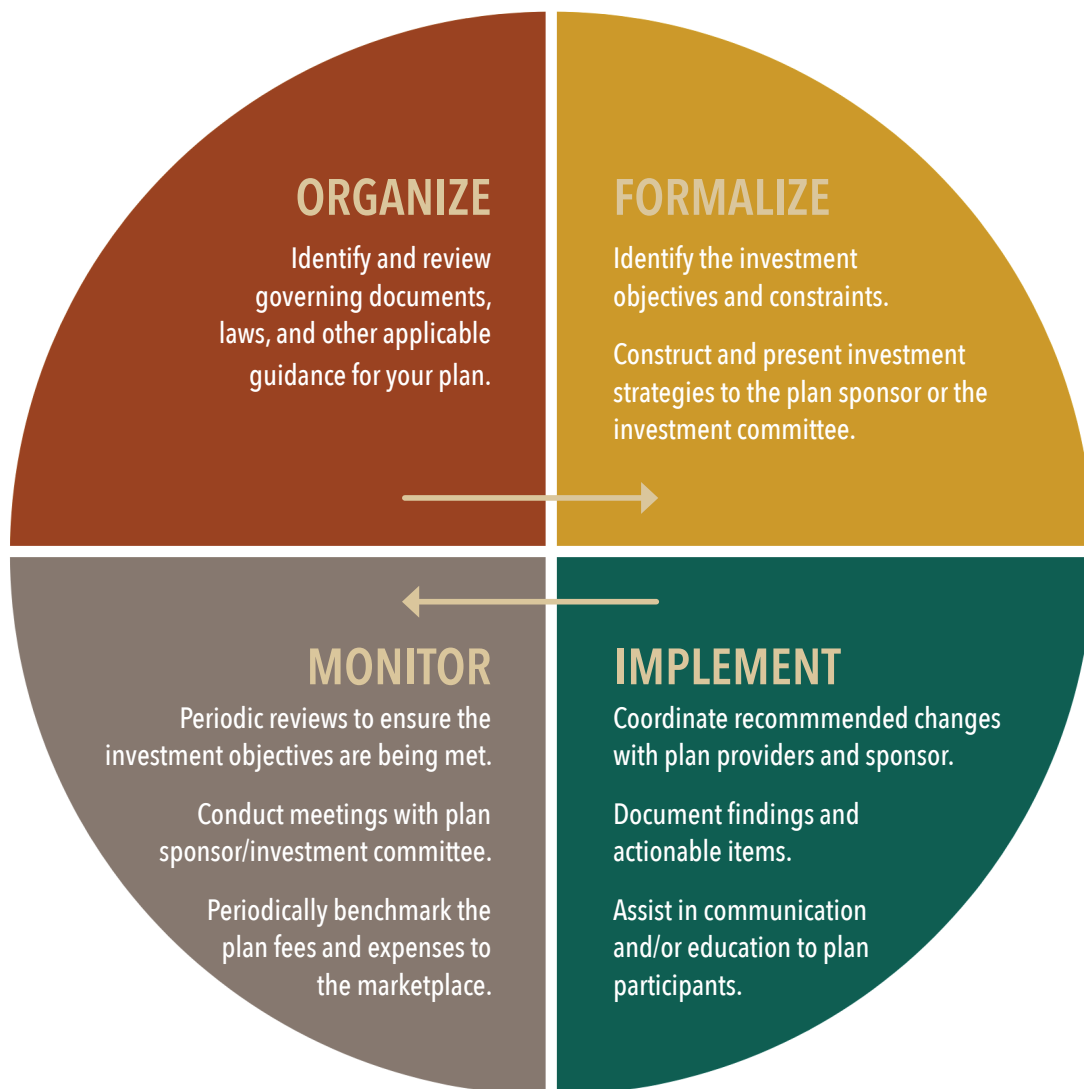 ORGANIZE
Identify and review
governing documents,
laws, and other applicable
guidance for your plan.
FORMALIZE
Identify the investment
objectives and constraints.
Construct and present investment
strategies to the plan sponsor or the
investment committee.
MONITOR
Periodic reviews to ensure the
investment objectives are being met.
Conduct meetings with plan
sponsor/investment committee.
Periodically benchmark the
plan fees and expenses to
the marketplace.
IMPLEMENT
Coordinate recommmended changes
with plan providers and sponsor.
Document findings and
actionable items.
Assist in communication
and/or education to plan
participants.